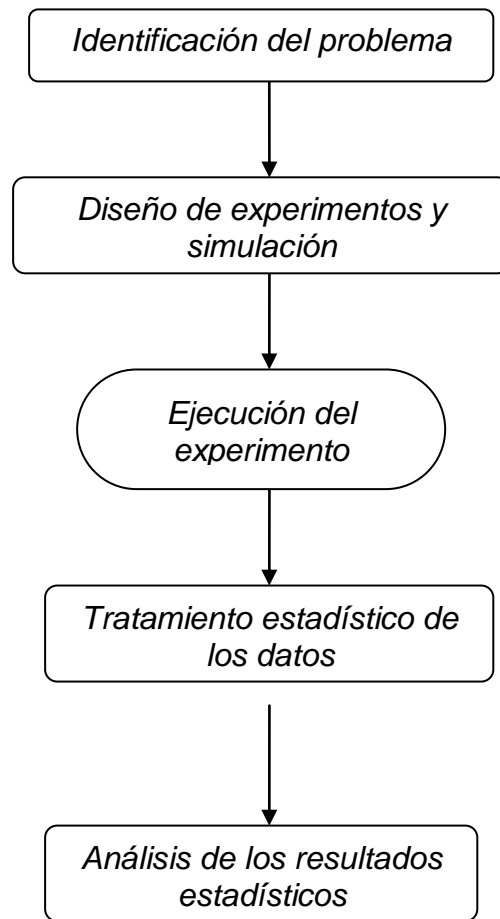 Identificación del problema
Diseño de experimentos y
simulación
Ejecución del
experimento
Tratamiento estadístico de
los datos
Análisis de los resultados
estadísticos